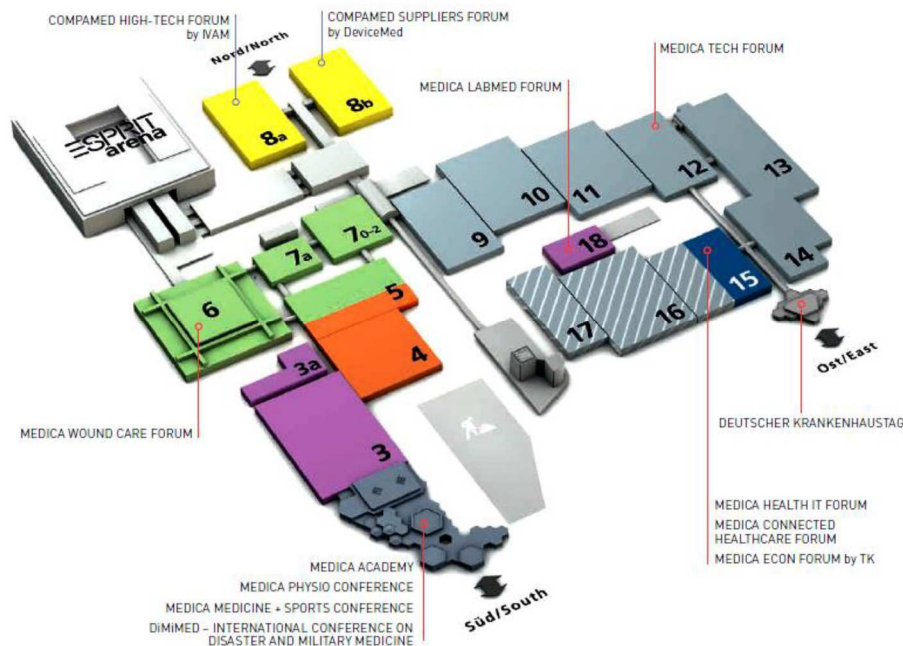 COMPAMED HIGH-TECH FORUM
by IVAM
COMPAMED SUPPLIERS FORUM
by DeviceMed
Nord/North
MEDICA TECH FORUM
MEDICA LABMED FORUM
ESPRIT
arena
8a
8b
9
10
11
12
13
14
15
16
17
18
7a
70-2
6
5
4
3a
3
Ost/East
MEDICA WOUND CARE FORUM
DEUTSCHER KRANKENHAUSTAG
MEDICA HEALTH IT FORUM
MEDICA CONNECTED
HEALTHCARE FORUM
MEDICA ECON FORUM by TK
MEDICA ACADEMY
MEDICA PHYSIO CONFERENCE
MEDICA MEDICINE + SPORTS CONFERENCE
DiMiMED – INTERNATIONAL CONFERENCE ON
DISASTER AND MILITARY MEDICINE
Süd/South